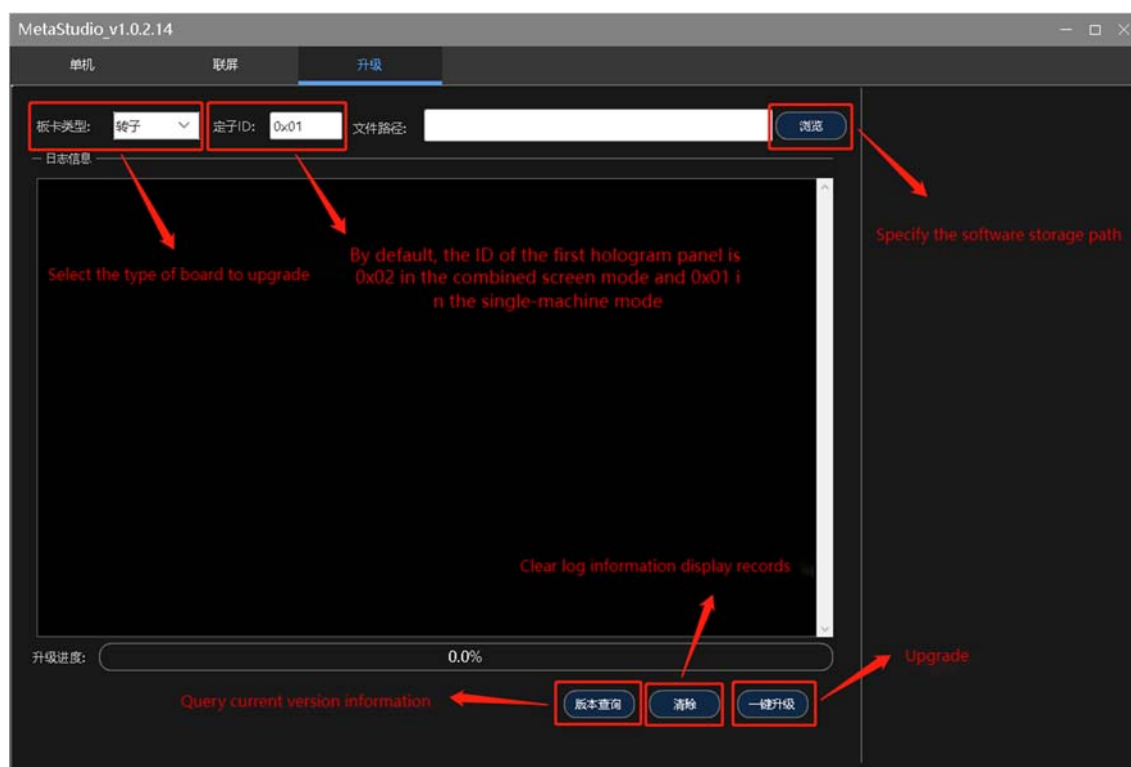 MetaStudio_v1.0.2.14
单机 联屏 升级
板卡类型: 转子 定子ID: 0x01 文件路径: 浏览
日志信息
Specify the software storage path
Select the type of board to upgrade
By default, the ID of the first hologram panel is
0x02 in the combined screen mode and 0x01 i
n the single-machine mode
Clear log information display records
升级进度: 0.0%
Upgrade
Query current version information
版本查询 清除 一键升级